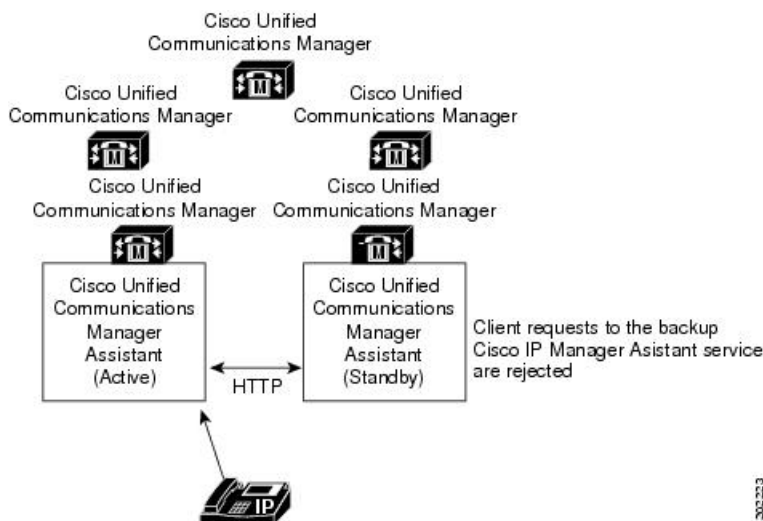 Cisco Unified
Communications Manager
M
Cisco Unified
Communications Manager
M
Cisco Unified
Communications Manager
M
Cisco Unified
Communications Manager
M
Cisco Unified
Communications Manager
M
Cisco Unified
Communications
Manager
Assistant
(Active)
HTTP
Cisco Unified
Communications
Manager
Assistant
(Standby)
Client requests to the backup
Cisco IP Manager Asistant service
are rejected
IP
202223